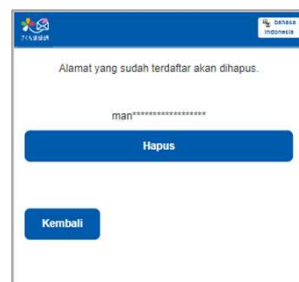 bahasa
indonesia
Alamat yang sudah terdaftar akan dihapus.
man******************
Hapus
Kembali